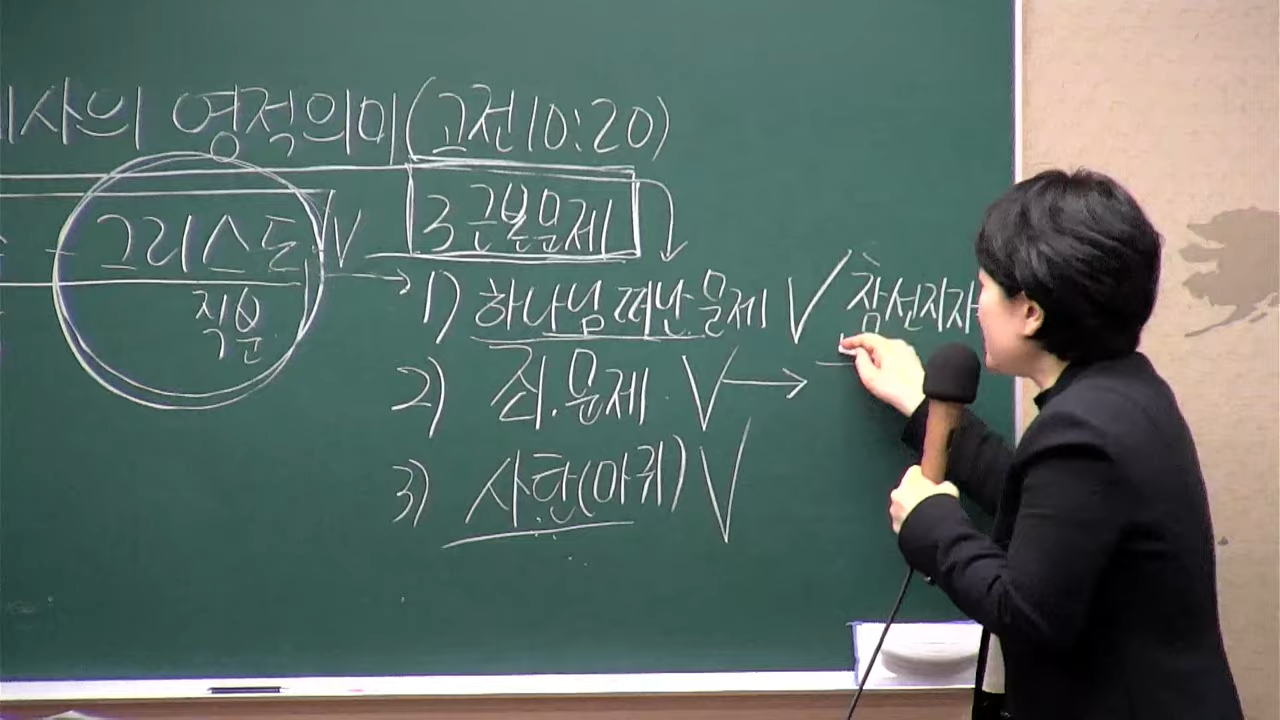 사의 영적의미(고전10:20)
3근본문제
그리스도 V
직분
1) 하나님 떠난 문제 V 참선지자
2) 죄.문제 V →
3) 사탄(마귀) V